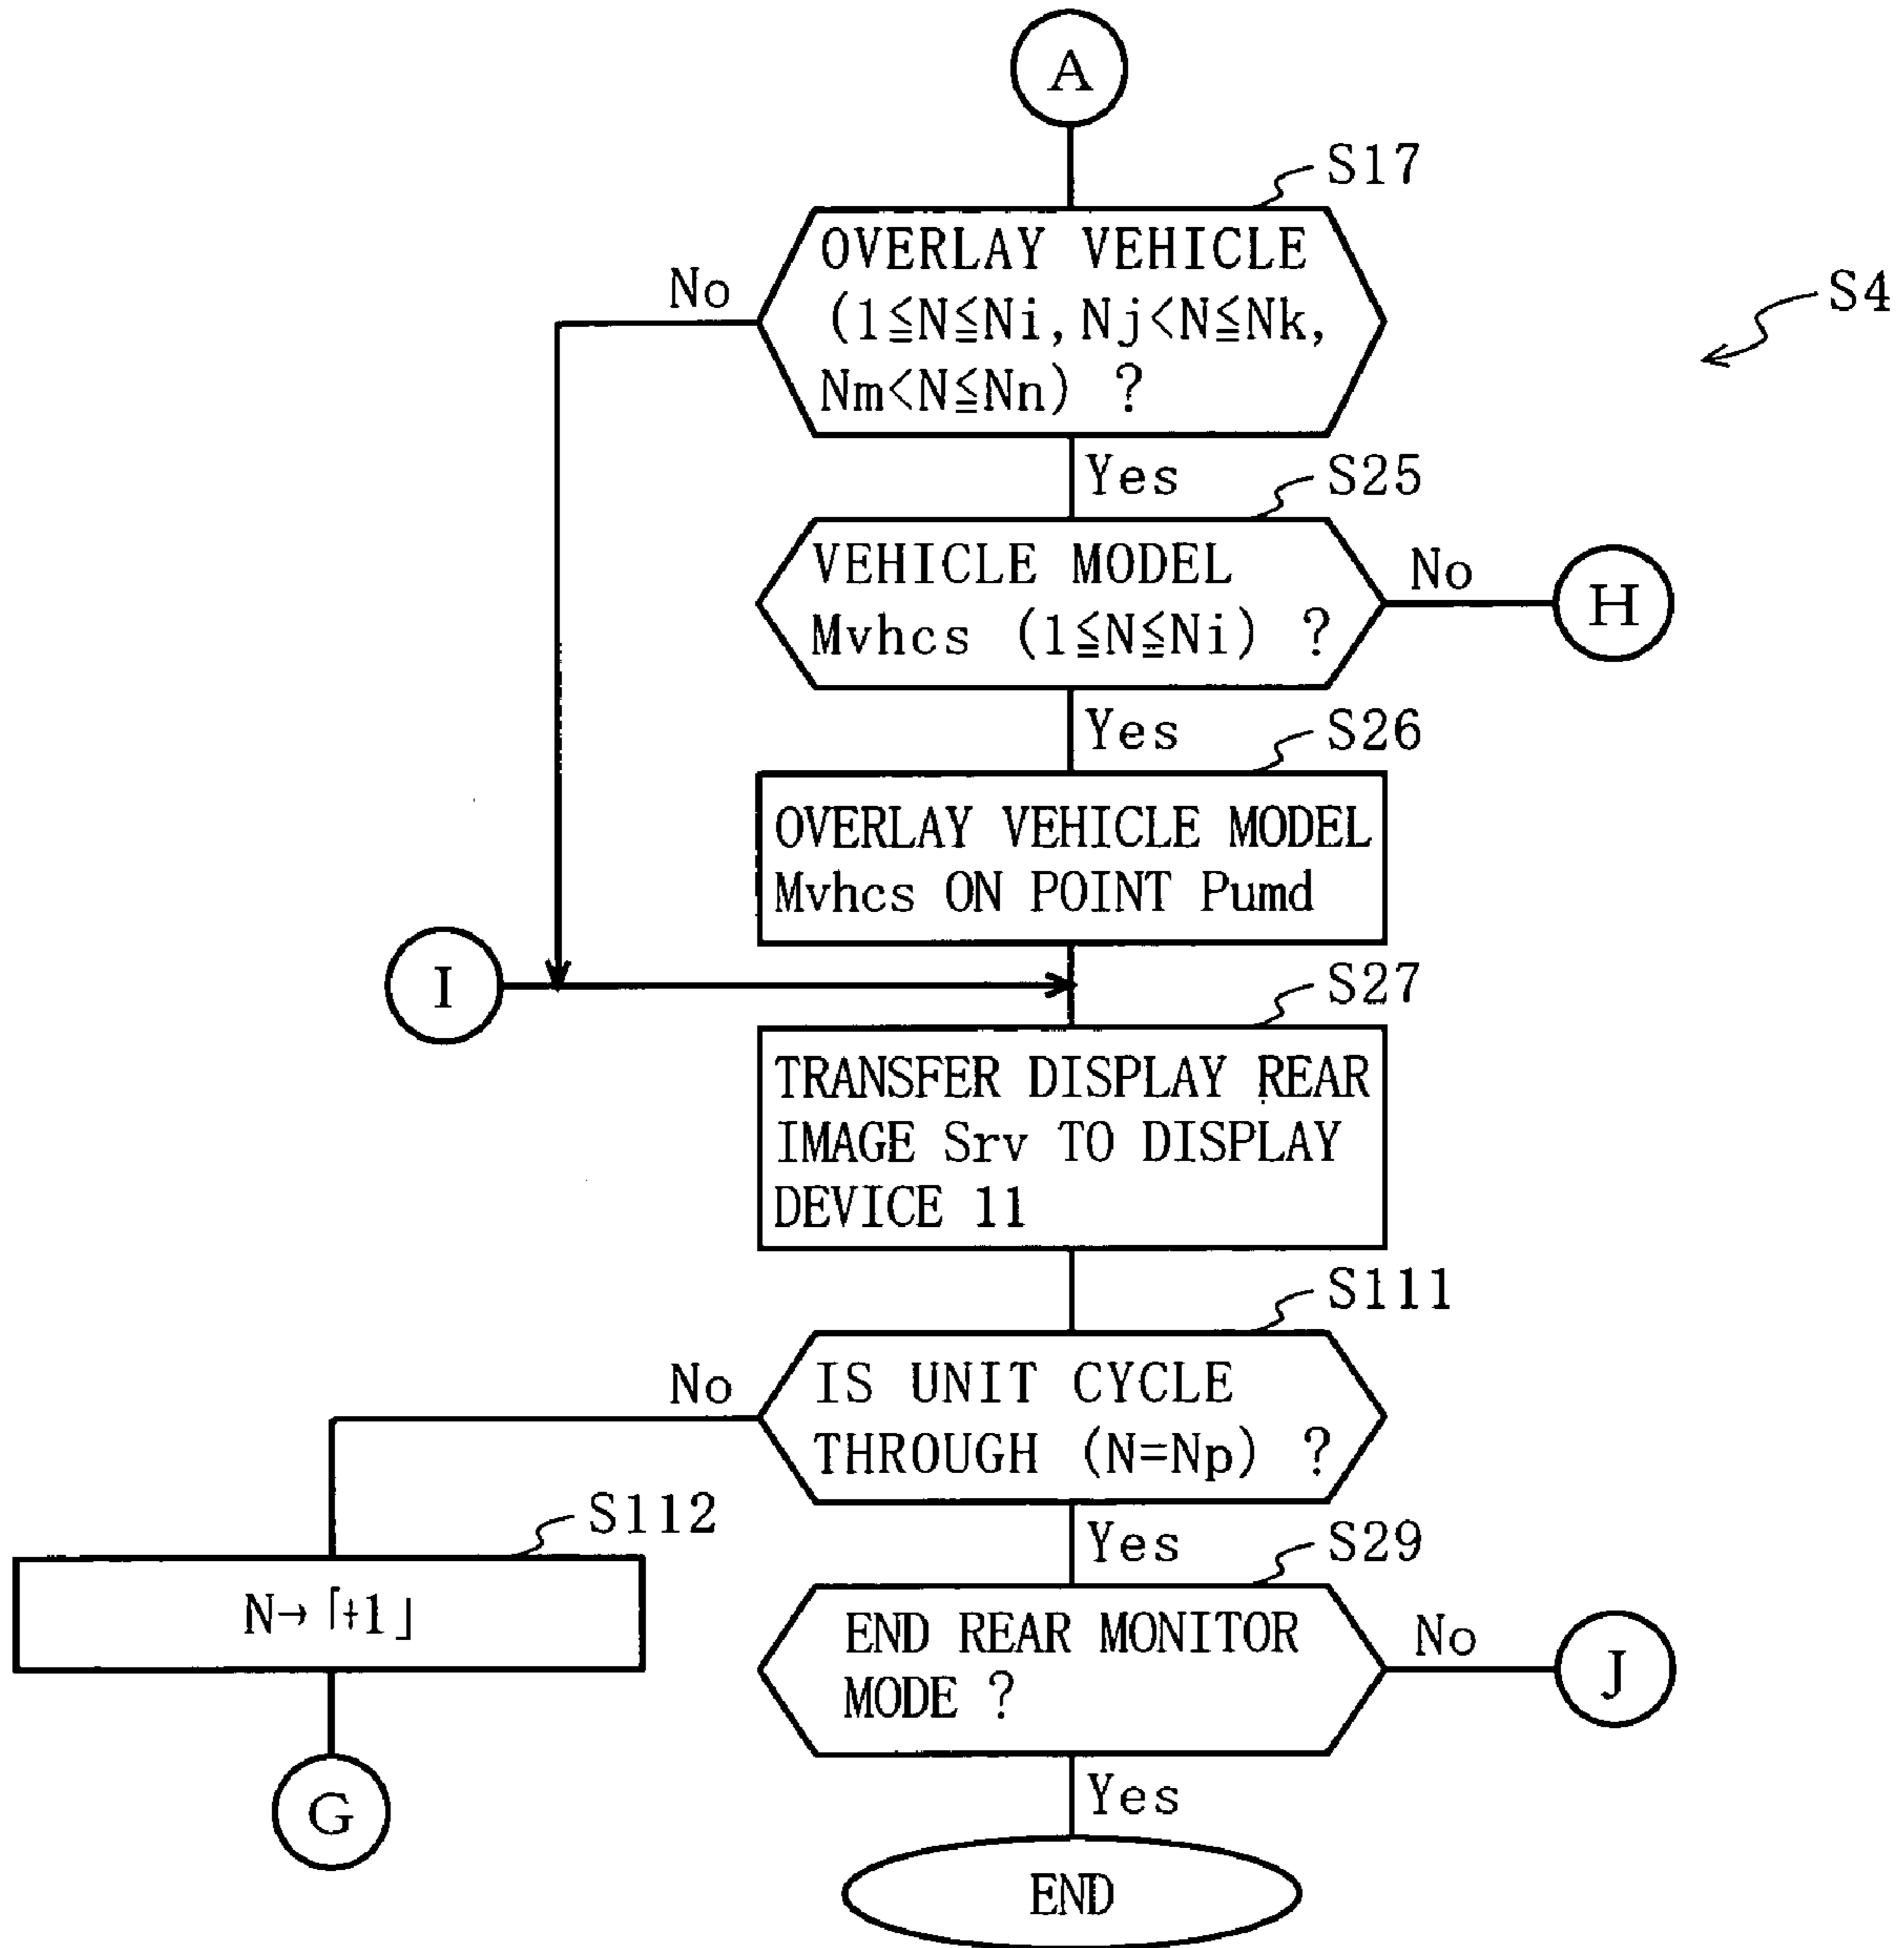 A
S17
OVERLAY VEHICLE
(1≦N≦Ni,Nj<N≦Nk,
Nm<N≦Nn) ?
No
S4
Yes
S25
VEHICLE MODEL
Mvhcs (1≦N≦Ni) ?
No
H
Yes
S26
OVERLAY VEHICLE MODEL
Mvhcs ON POINT Pumd
I
S27
TRANSFER DISPLAY REAR
IMAGE Srv TO DISPLAY
DEVICE 11
S111
IS UNIT CYCLE
THROUGH (N=Np) ?
No
S112
N→「+1」
G
Yes
S29
END REAR MONITOR
MODE ?
No
J
Yes
END